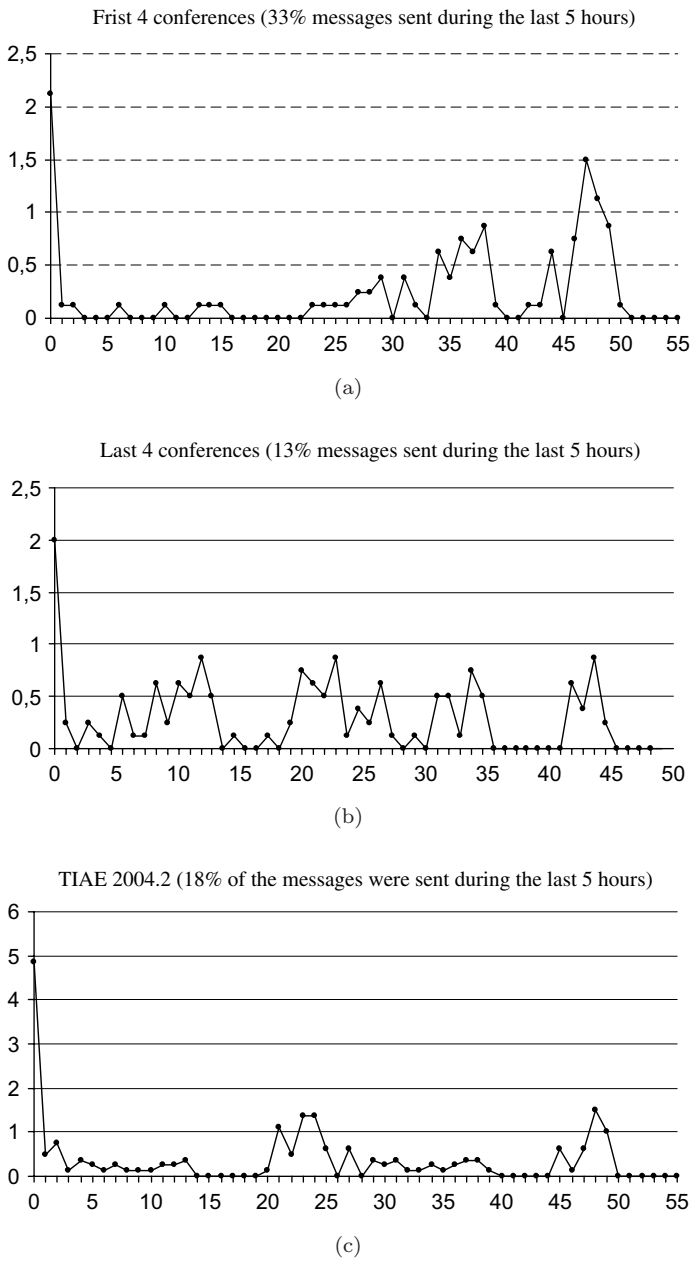 Frist 4 conferences (33% messages sent during the last 5 hours)
2,5
2
1,5
1
0,5
0
0 5 10 15 20 25 30 35 40 45 50 55
(a)
Last 4 conferences (13% messages sent during the last 5 hours)
2,5
2
1,5
1
0,5
0
0 5 10 15 20 25 30 35 40 45 50
(b)
TIAE 2004.2 (18% of the messages were sent during the last 5 hours)
6
5
4
3
2
1
0
0 5 10 15 20 25 30 35 40 45 50 55
(c)